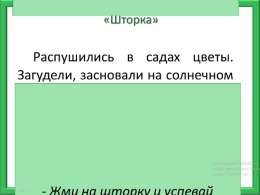 «Шторка»
Распушились в садах цветы.
Загудели, засновали на солнечном
- Жми на шторку и успевай